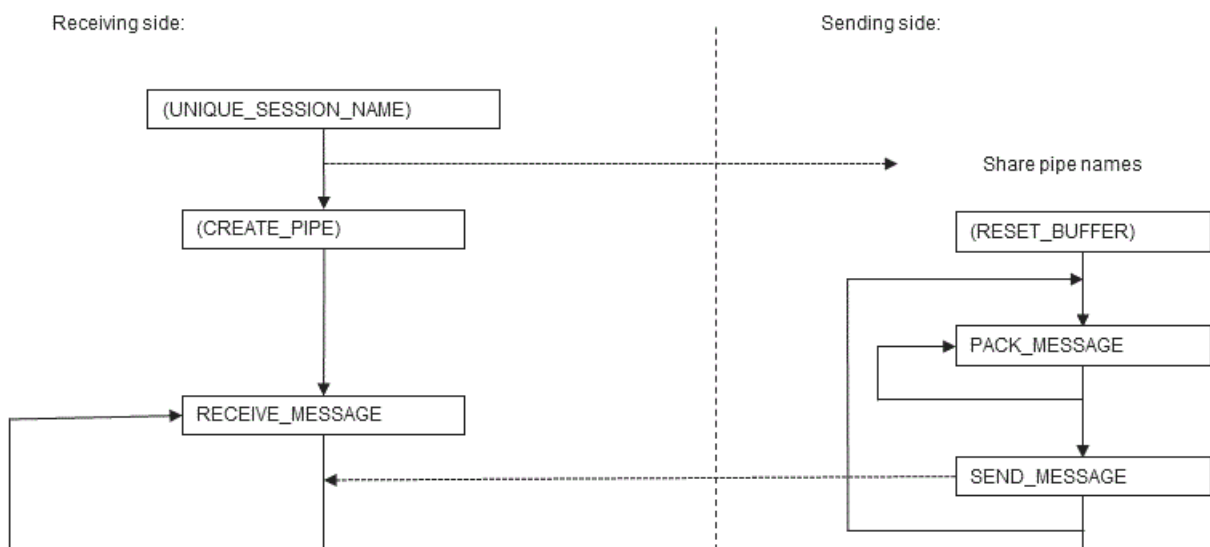 Receiving side:
Sending side:
(UNIQUE_SESSION_NAME)
Share pipe names
(CREATE_PIPE)
(RESET_BUFFER)
PACK_MESSAGE
RECEIVE_MESSAGE
SEND_MESSAGE